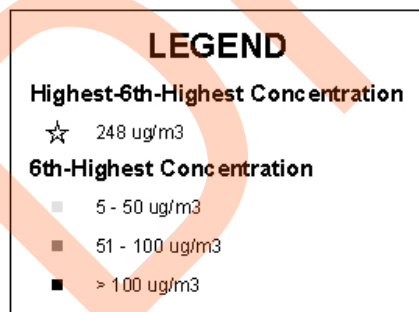 LEGEND
Highest-6th-Highest Concentration
248 ug/m3
6th-Highest Concentration
5 - 50 ug/m3
51 - 100 ug/m3
> 100 ug/m3